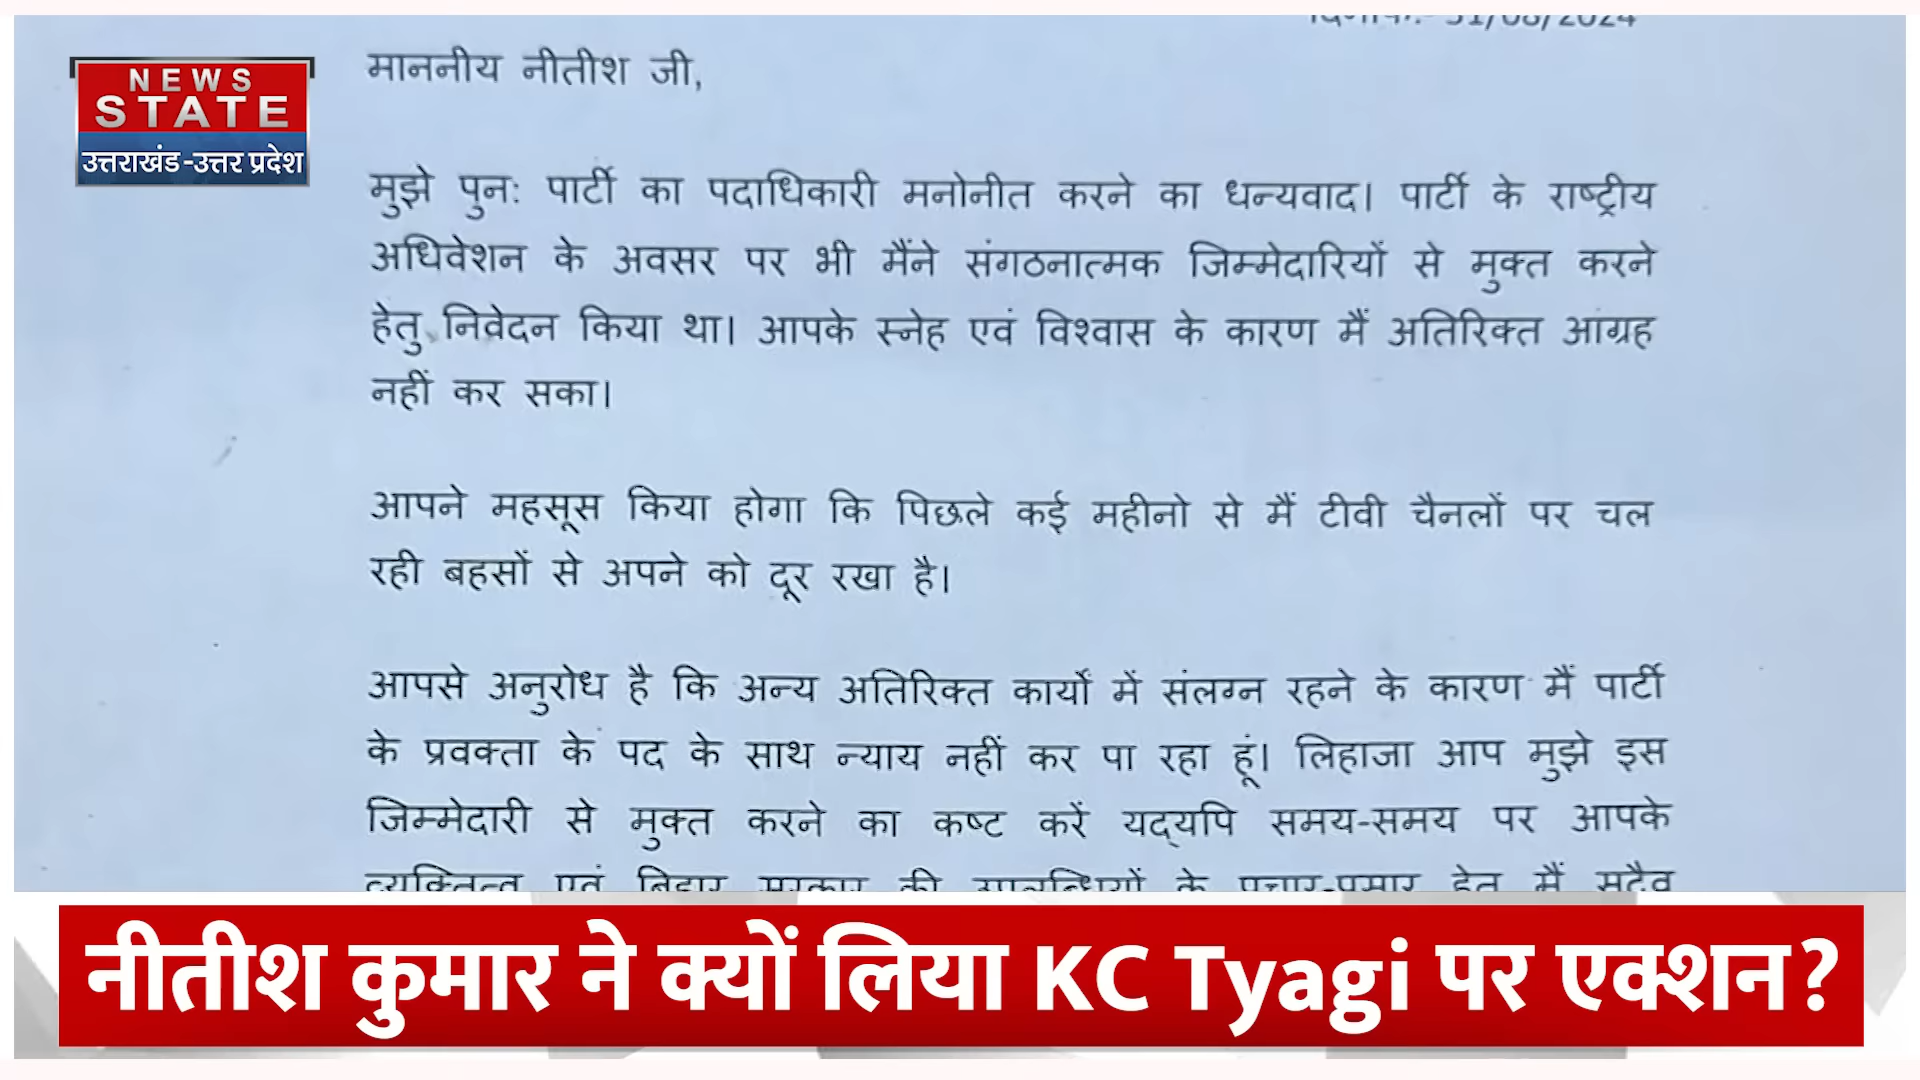 NEWS
STATE
उत्तराखंड-उत्तर प्रदेश
माननीय नीतीश जी,
मुझे पुनः पार्टी का पदाधिकारी मनोनीत करने का धन्यवाद। पार्टी के राष्ट्रीय
अधिवेशन के अवसर पर भी मैंने संगठनात्मक जिम्मेदारियों से मुक्त करने
हेतु निवेदन किया था। आपके स्नेह एवं विश्वास के कारण मैं अतिरिक्त आग्रह
नहीं कर सका।
आपने महसूस किया होगा कि पिछले कई महीनो से मैं टीवी चैनलों पर चल
रही बहसों से अपने को दूर रखा है।
आपसे अनुरोध है कि अन्य अतिरिक्त कार्यों में संलग्न रहने के कारण मैं पार्टी
के प्रवक्ता के पद के साथ न्याय नहीं कर पा रहा हूं। लिहाजा आप मुझे इस
जिम्मेदारी से मुक्त करने का कष्ट करें यद्यपि समय-समय पर आपके
नीतीश कुमार ने क्यों लिया KC Tyagi पर एक्शन?